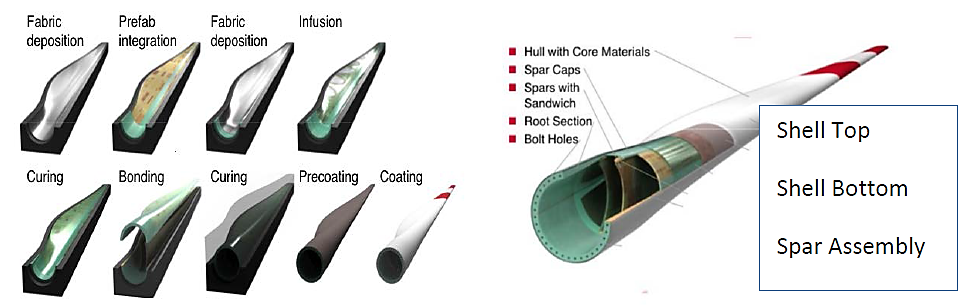 Fabric
deposition
Prefab
integration
Fabric
deposition
Infusion
Curing
Bonding
Curing
Precoating
Coating
Hull with Core Materials
Spar Caps
Spars with
Sandwich
Root Section
Bolt Holes
Shell Top
Shell Bottom
Spar Assembly